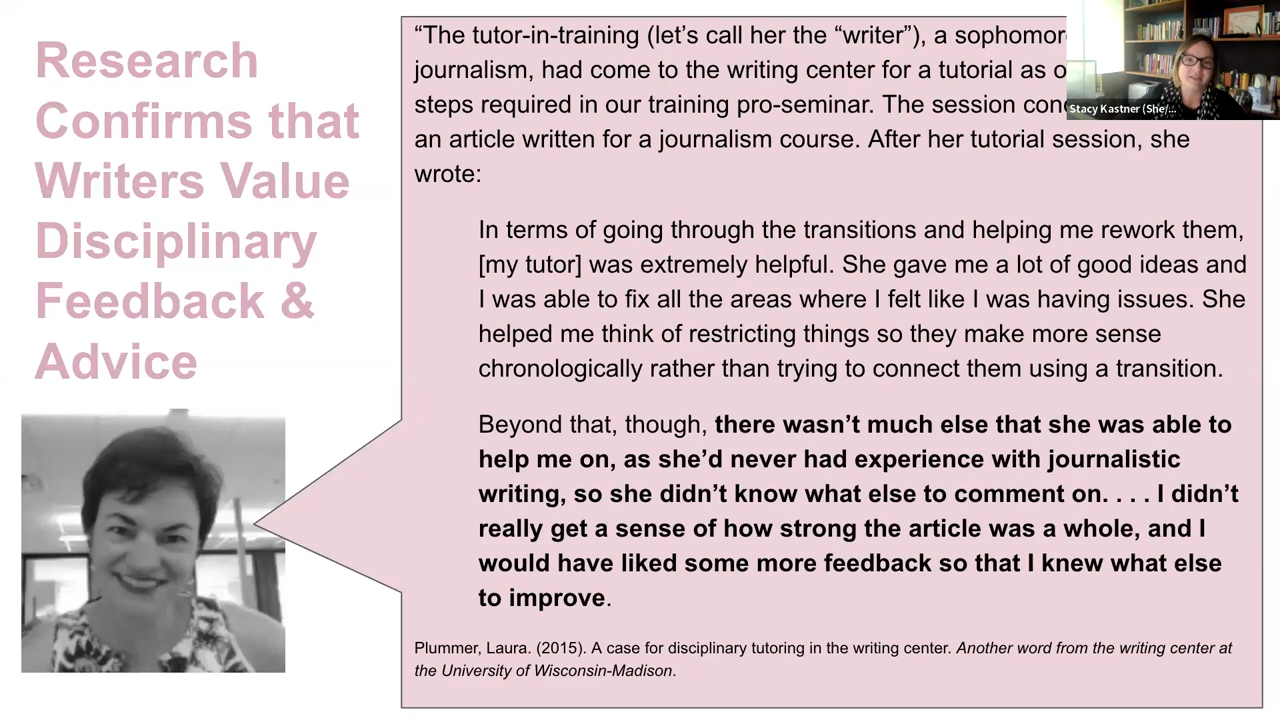 Research
Confirms that
Writers Value
Disciplinary
Feedback &
Advice
“The tutor-in-training (let’s call her the “writer”), a
journalism, had come to the writing center for a tutorial as
steps required in our training pro-seminar. The session
an article written for a journalism course. After her tutorial session, she
wrote:
In terms of going through the transitions and helping me rework them,
[my tutor] was extremely helpful. She gave me a lot of good ideas and
I was able to fix all the areas where I felt like I was having issues. She
helped me think of restricting things so they make more sense
chronologically rather than trying to connect them using a transition.
Beyond that, though, there wasn’t much else that she was able to
help me on, as she’d never had experience with journalistic
writing, so she didn’t know what else to comment on. . . . I didn’t
really get a sense of how strong the article was a whole, and I
would have liked some more feedback so that I knew what else
to improve.
Plummer, Laura. (2015). A case for disciplinary tutoring in the writing center. Another word from the writing center at
the University of Wisconsin-Madison.
Stacy Kastner (She/...